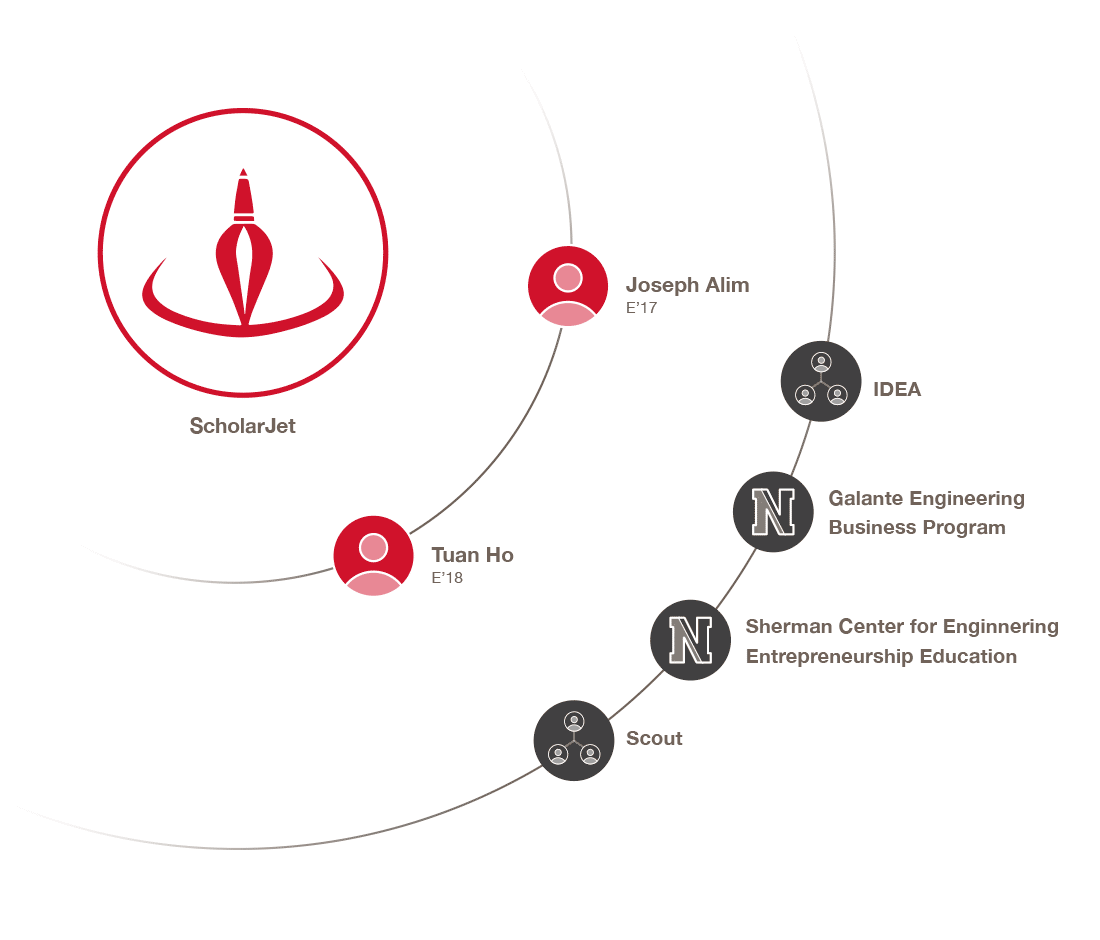 ScholarJet
Joseph Alim
E’17
Tuan Ho
E’18
IDEA
Galante Engineering
Business Program
Sherman Center for Enginnering
Entrepreneurship Education
Scout
N
N